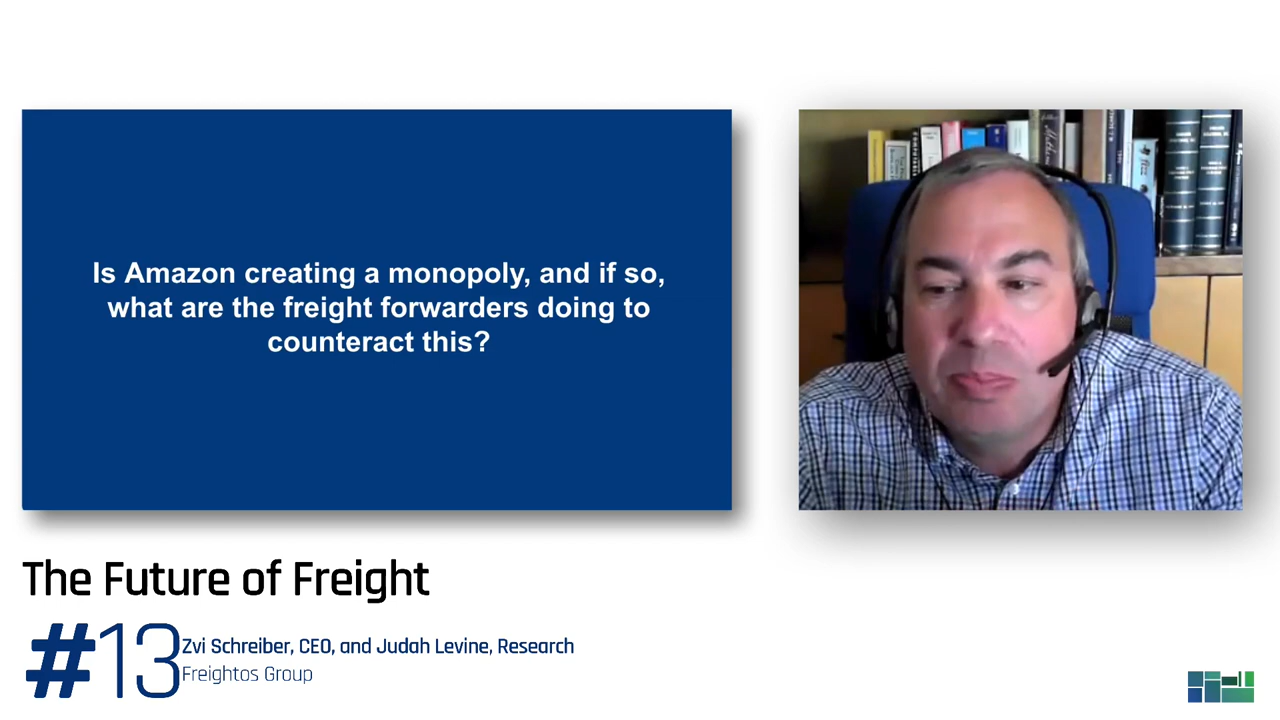 Is Amazon creating a monopoly, and if so,
what are the freight forwarders doing to
counteract this?
The Future of Freight
#13
Zvi Schreiber, CEO, and Judah Levine, Research
Freightos Group